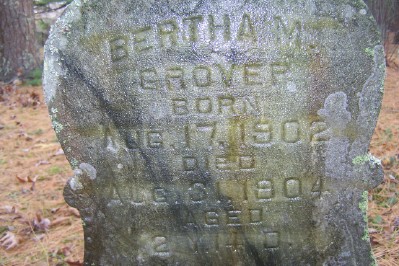 BERTHA M.
GROVER
BORN
AUG. 17. 1902
DIED
AUG. 31. 1904
AGED
2 Y. 14 D.